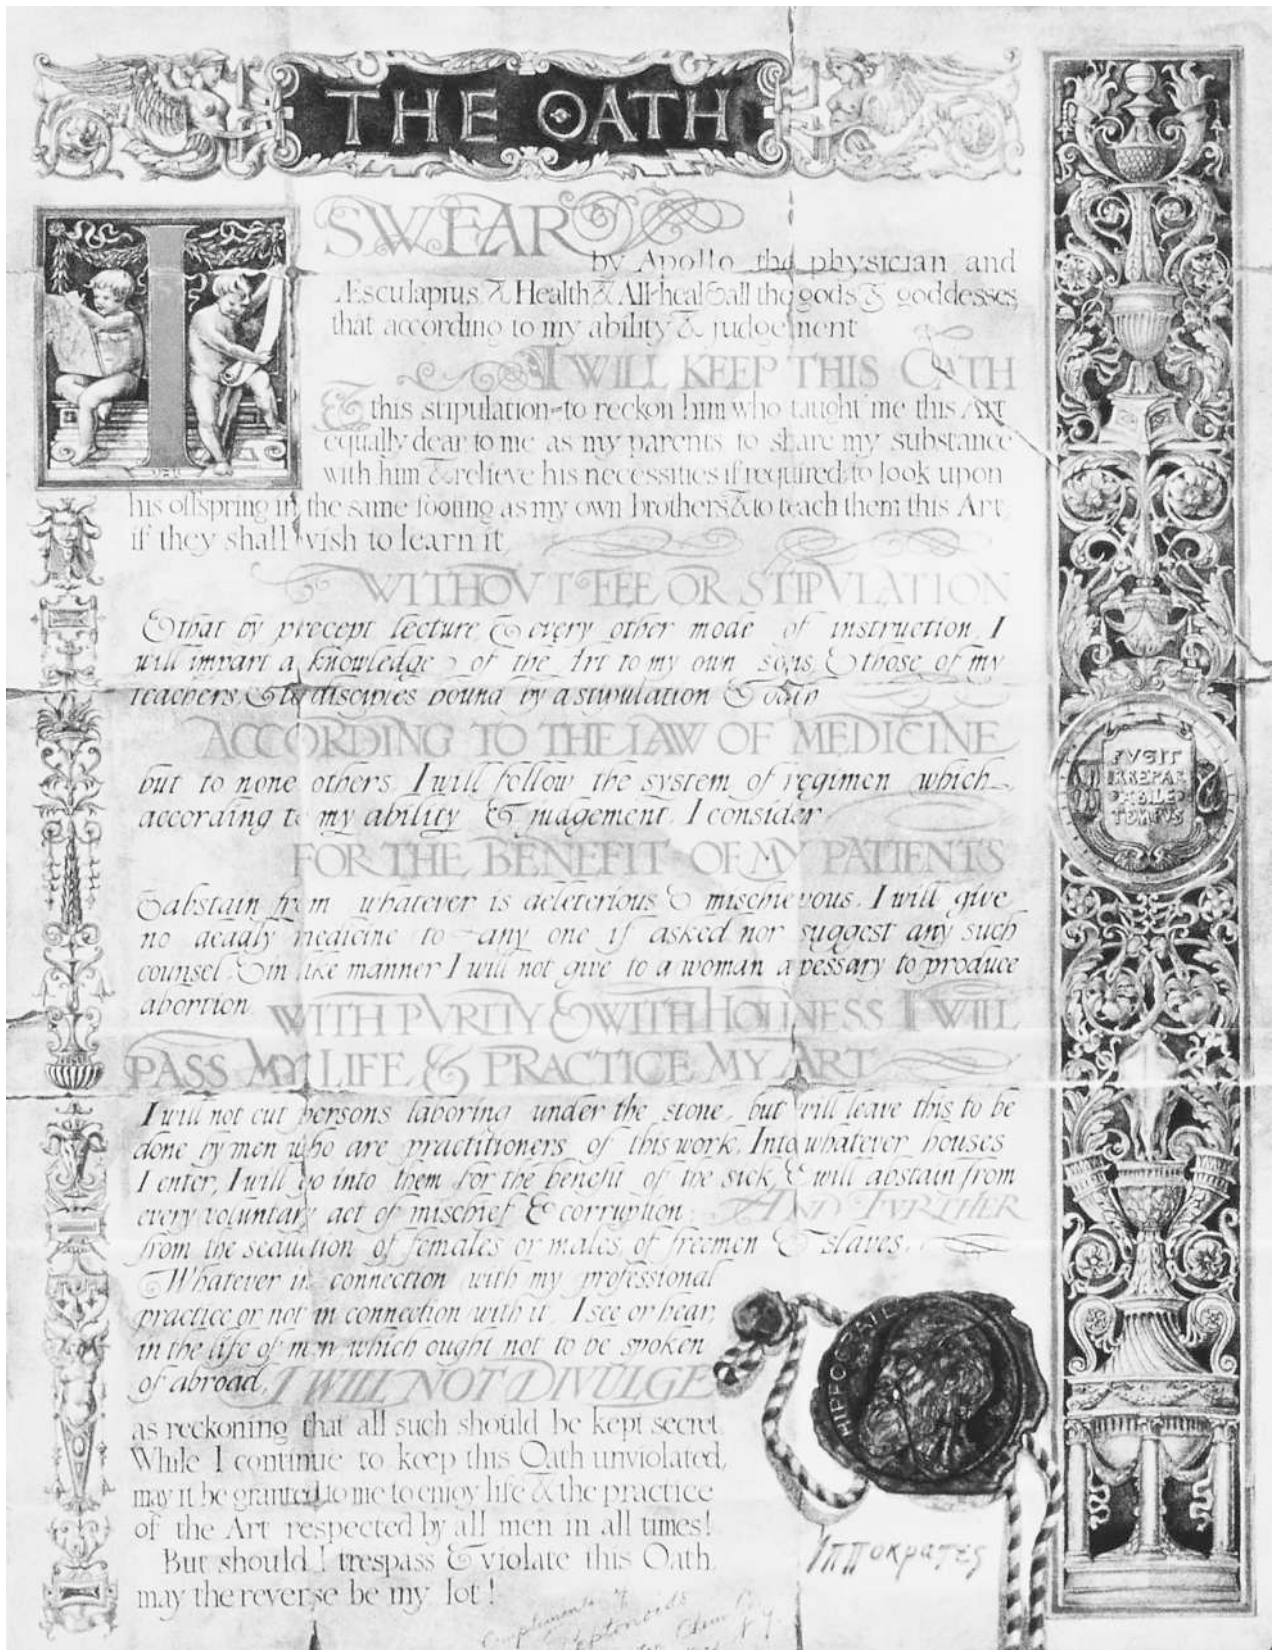 THE OATH
I SWEAR
by Apollo the physician and
Æsculapius, & Health & All-heal & all the gods & goddesses
that according to my ability & judgement
I WILL KEEP THIS OATH
& this stipulation-to reckon him who taught me this Art
equally dear to me as my parents, to share my substance
with him & relieve his necessities if required; to look upon
his offspring in the same footing as my own brothers & to teach them this Art,
if they shall wish to learn it,
WITHOVT FEE OR STIPVLATION
& that by precept lecture & every other mode of instruction, I
will impart a knowledge of the Art to my own sons, & those of my
teachers, & to disciples bound by a stipulation & oath
ACCORDING TO THE LAW OF MEDICINE
but to none others. I will follow the system of regimen which,
according to my ability & judgement, I consider
FOR THE BENEFIT OF MY PATIENTS
& abstain from whatever is deleterious & mischievous. I will give
no deadly medicine to any one if asked nor suggest any such
counsel, & in like manner I will not give to a woman a pessary to produce
abortion.
WITH PVRITY & WITH HOLINESS I WILL
PASS MY LIFE & PRACTICE MY ART
I will not cut persons laboring under the stone, but will leave this to be
done by men who are practitioners of this work. Into whatever houses
I enter, I will go into them for the benefit of the sick, & will abstain from
every voluntary act of mischief & corruption; AND FVRTHER
from the seduction of females or males, of freemen & slaves.
Whatever in connection with my professional
practice or not in connection with it, I see or hear,
in the life of men which ought not to be spoken
of abroad, I WILL NOT DIVULGE
as reckoning that all such should be kept secret.
While I continue to keep this Oath unviolated,
may it be granted to me to enjoy life & the practice
of the Art respected by all men in all times!
But should I trespass & violate this Oath,
may the reverse be my lot!
FVGIT
IRREPAR
ABILE
TEMPVS
HIPPOCRATE
Ιπποκρατες
Compliments of
Peptonoids
Chem Co.
N.Y.